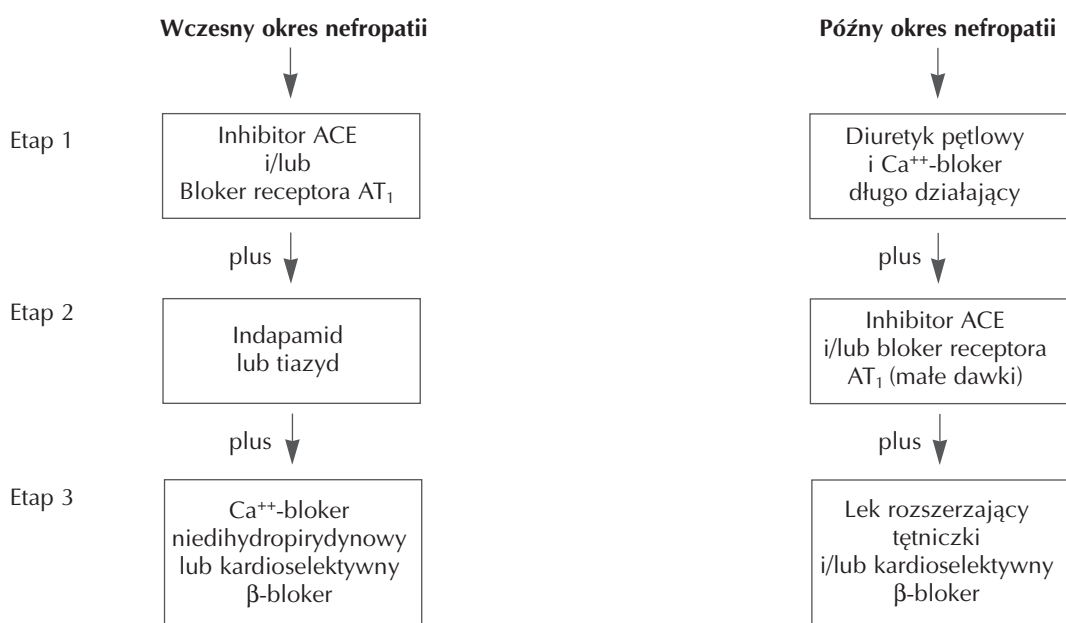 Wczesny okres nefropatii
Późny okres nefropatii
Etap 1
Inhibitor ACE
i/lub
Bloker receptora AT₁
Diuretyk pętlowy
i Ca⁺⁺-bloker
długo działający
plus
plus
Etap 2
Indapamid
lub tiazyd
Inhibitor ACE
i/lub bloker receptora
AT₁ (małe dawki)
plus
plus
Etap 3
Ca⁺⁺-bloker
niedihydropirydynowy
lub kardioselektywny
β-bloker
Lek rozszerzający
tętniczki
i/lub kardioselektywny
β-bloker